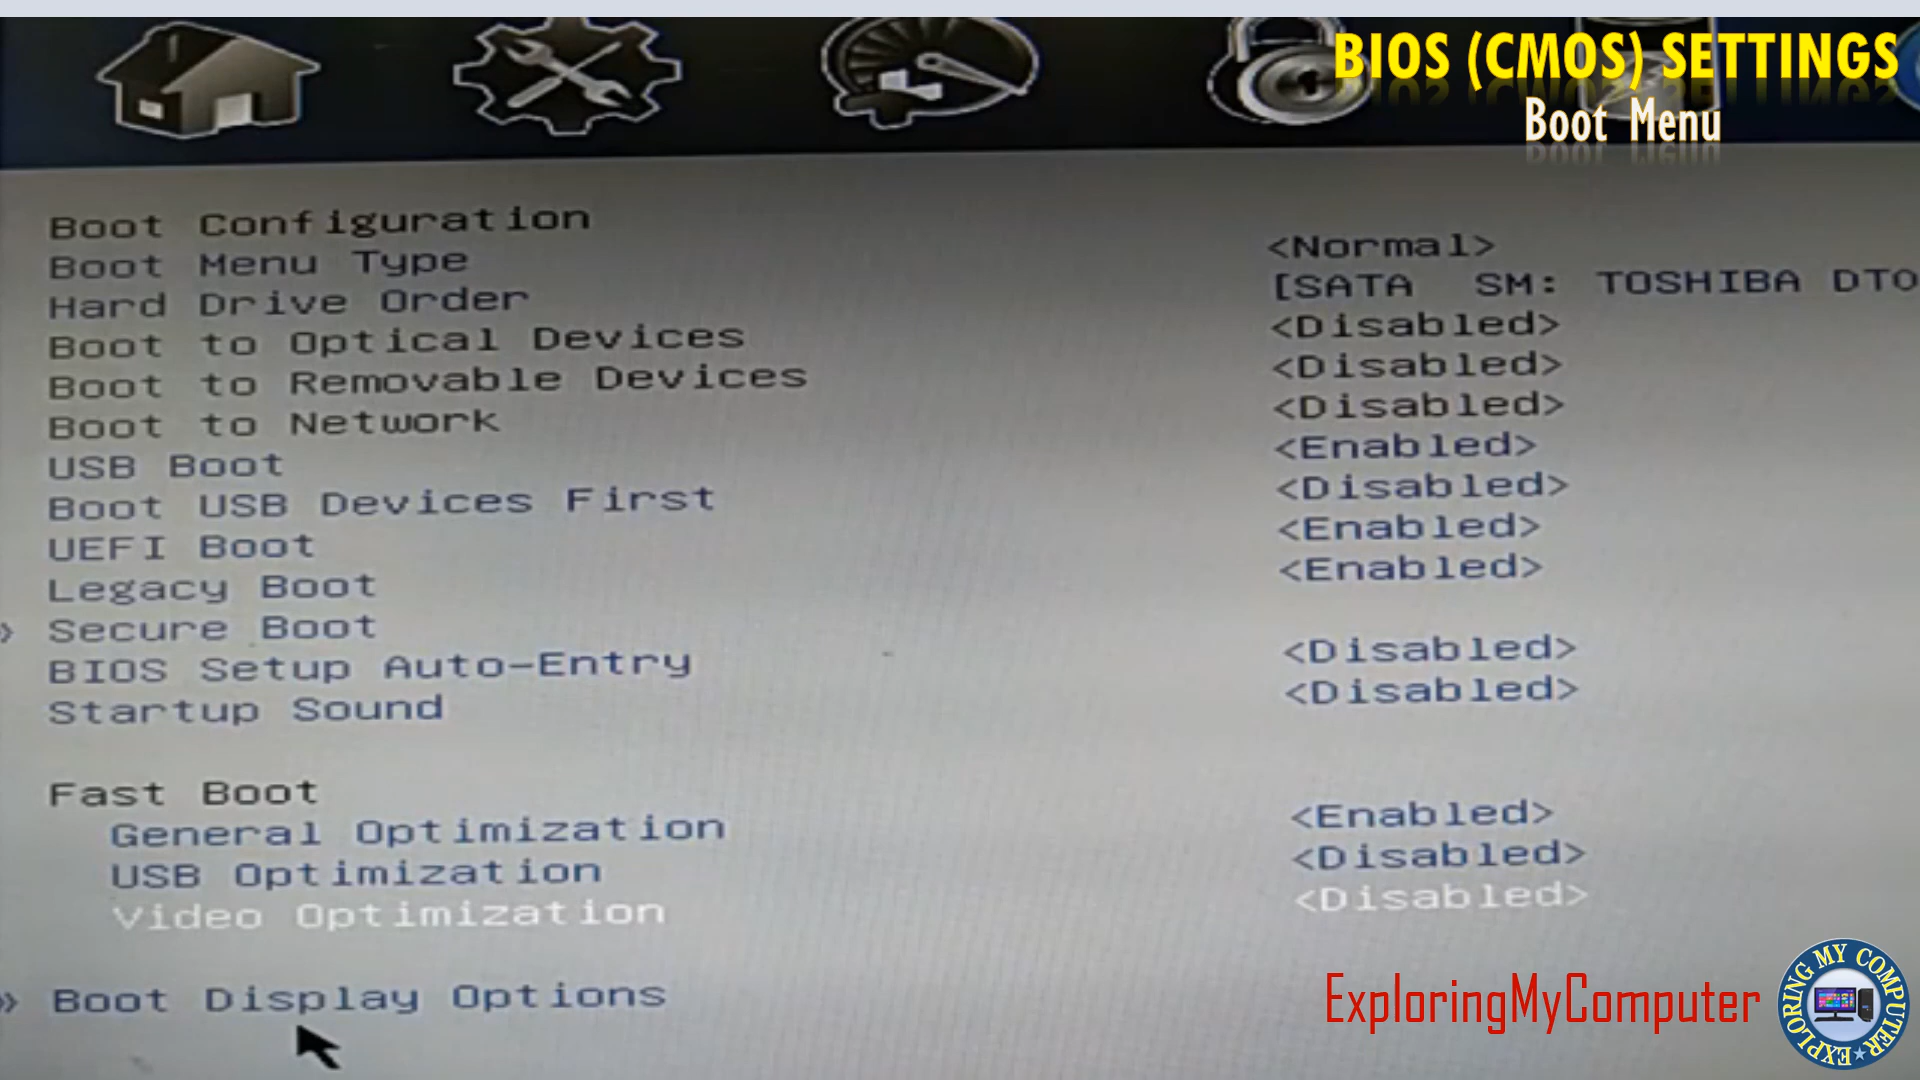 BIOS (CMOS) SETTINGS
Boot Menu
Boot Configuration
Boot Menu Type <Normal>
Hard Drive Order [SATA SM: TOSHIBA DTO
Boot to Optical Devices <Disabled>
Boot to Removable Devices <Disabled>
Boot to Network <Disabled>
USB Boot <Enabled>
Boot USB Devices First <Disabled>
UEFI Boot <Enabled>
Legacy Boot <Enabled>
» Secure Boot
BIOS Setup Auto-Entry <Disabled>
Startup Sound <Disabled>
Fast Boot
General Optimization <Enabled>
USB Optimization <Disabled>
Video Optimization <Disabled>
» Boot Display Options
ExploringMyComputer
EXPLORING MY COMPUTER